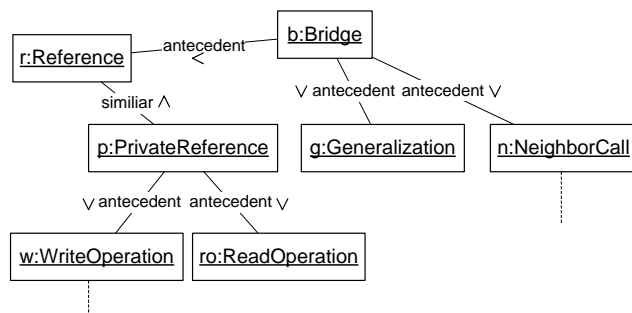 b:Bridge
antecedent
<
r:Reference
antecedent antecedent
similiar
p:PrivateReference
g:Generalization
n:NeighborCall
antecedent antecedent
w:WriteOperation
ro:ReadOperation